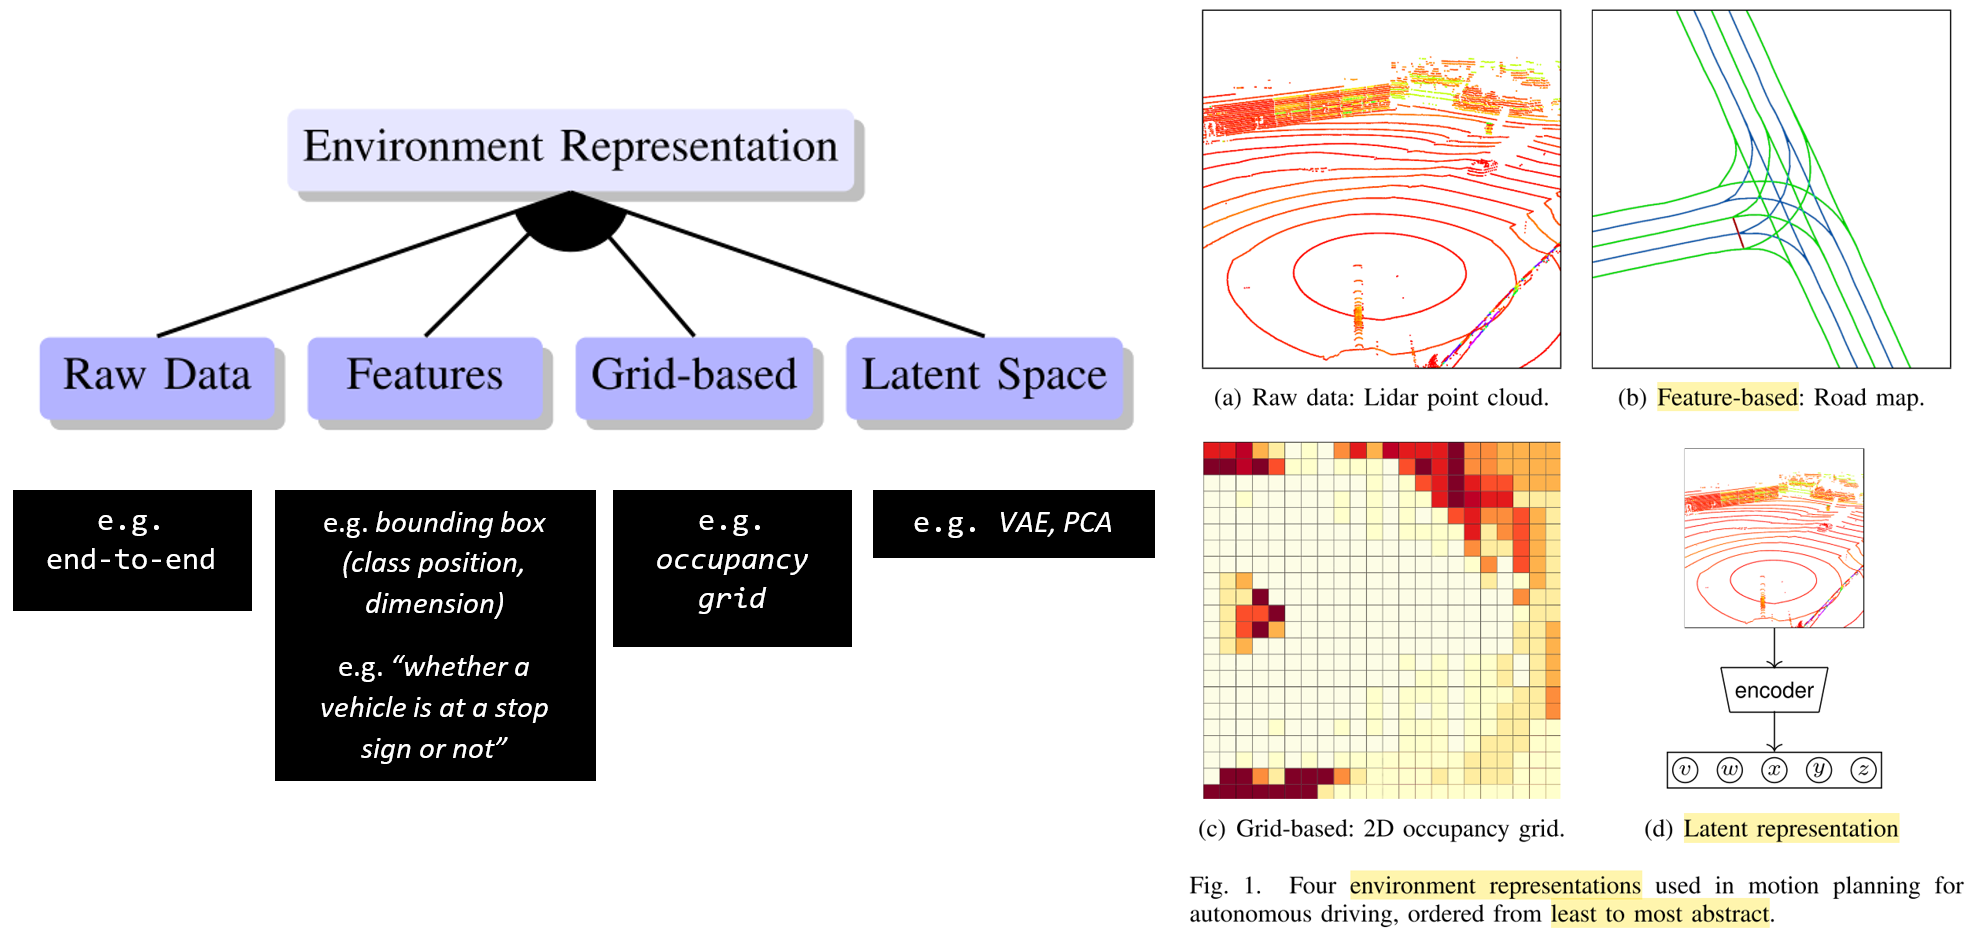 Environment Representation
Raw Data
Features
Grid-based
Latent Space
e.g.
end-to-end
e.g. bounding box
(class position,
dimension)
e.g. “whether a
vehicle is at a stop
sign or not”
e.g.
occupancy
grid
e.g. VAE, PCA
(a) Raw data: Lidar point cloud.
(b) Feature-based: Road map.
(c) Grid-based: 2D occupancy grid.
encoder
v w x y z
(d) Latent representation
Fig. 1. Four environment representations used in motion planning for
autonomous driving, ordered from least to most abstract.